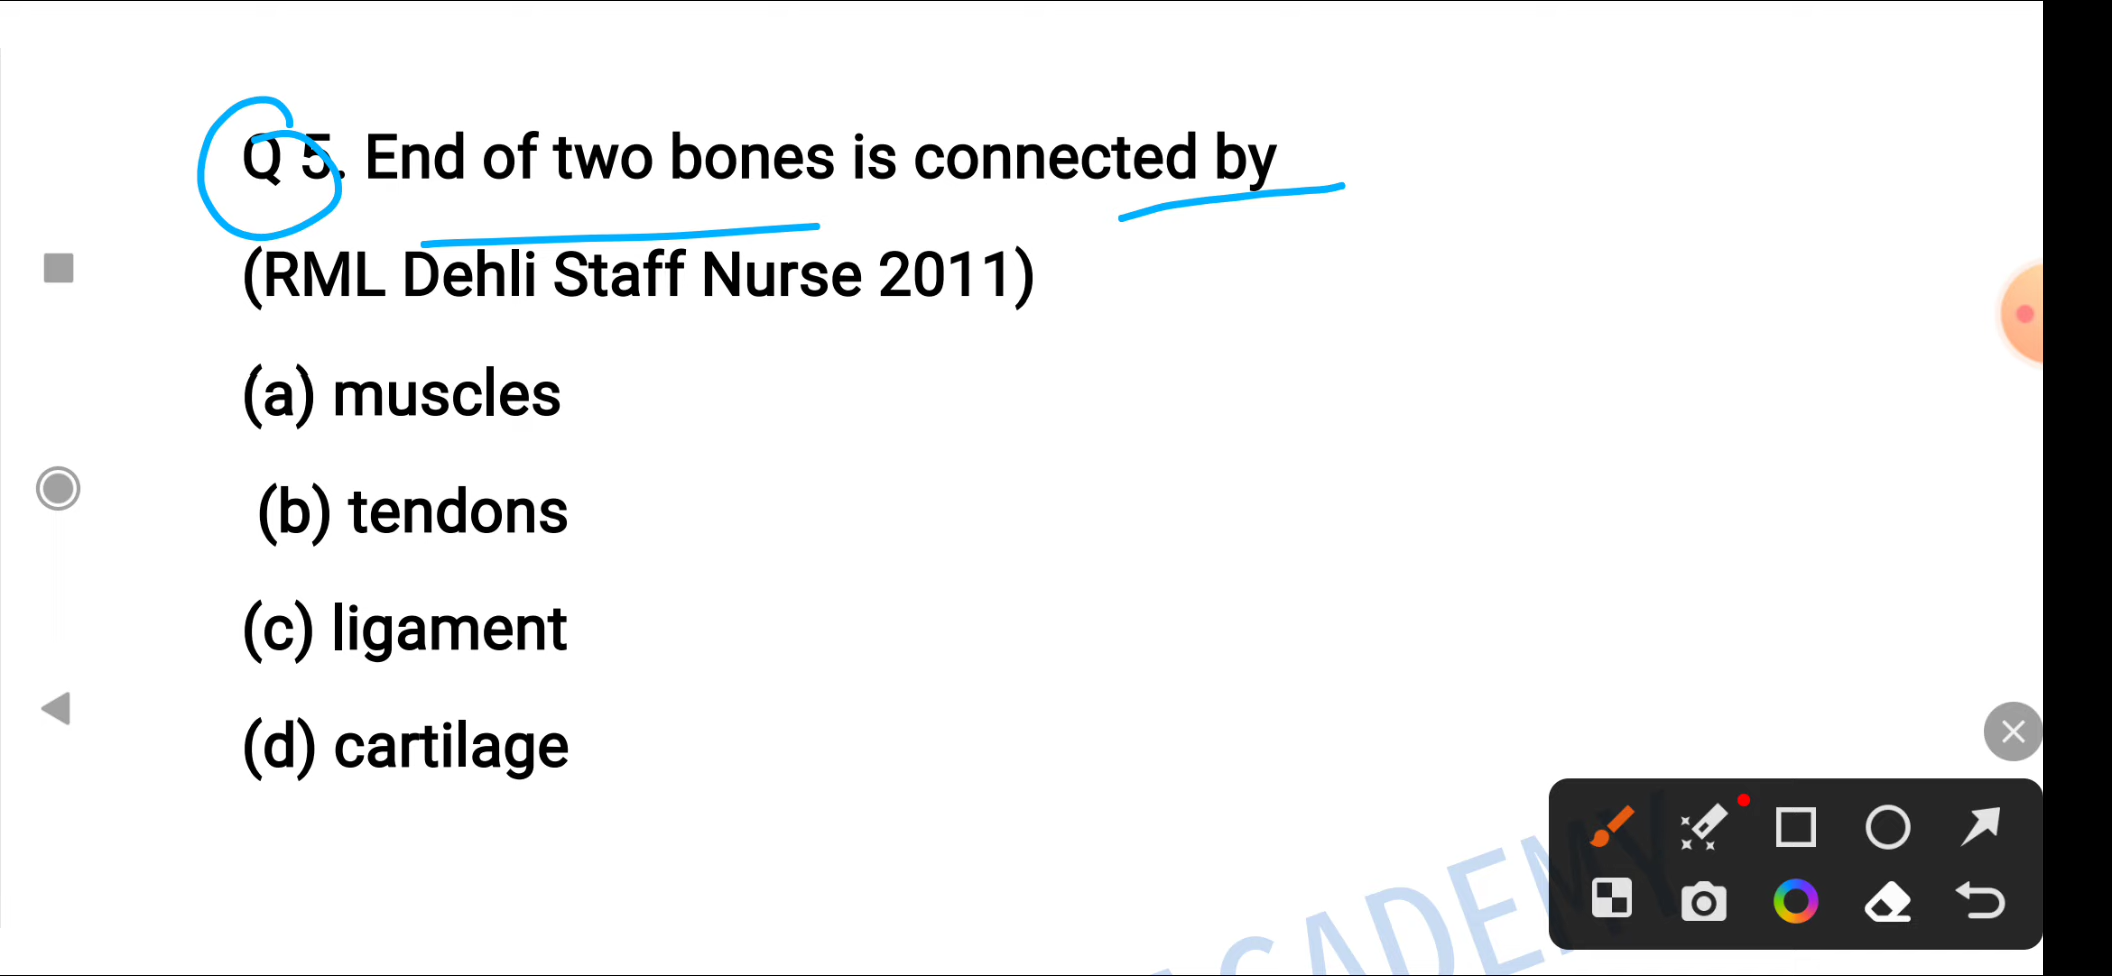 Q 5. End of two bones is connected by
(RML Dehli Staff Nurse 2011)
(a) muscles
(b) tendons
(c) ligament
(d) cartilage